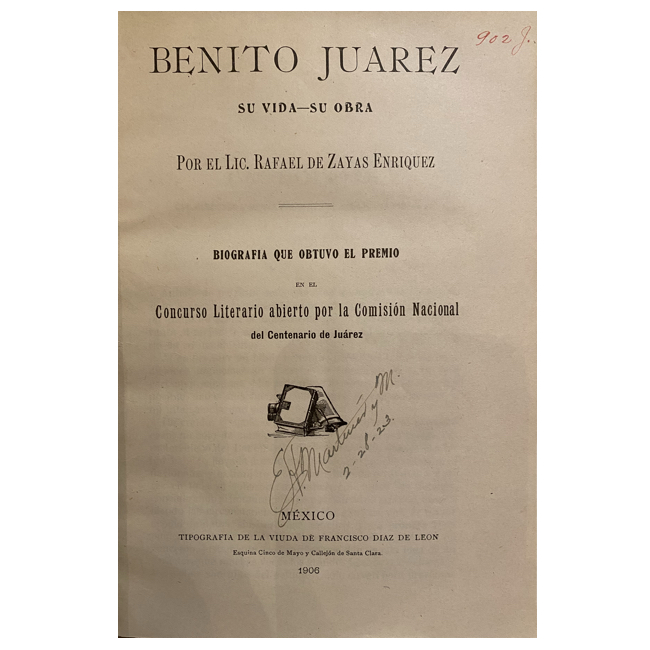 902 J.
BENITO JUAREZ
SU VIDA—SU OBRA
POR EL LIC. RAFAEL DE ZAYAS ENRIQUEZ
BIOGRAFIA QUE OBTUVO EL PREMIO
EN EL
Concurso Literario abierto por la Comisión Nacional
del Centenario de Juárez
Martinez y M.
2-28-23.
MÉXICO
TIPOGRAFIA DE LA VIUDA DE FRANCISCO DIAZ DE LEON
Esquina Cinco de Mayo y Callejón de Santa Clara.
1906